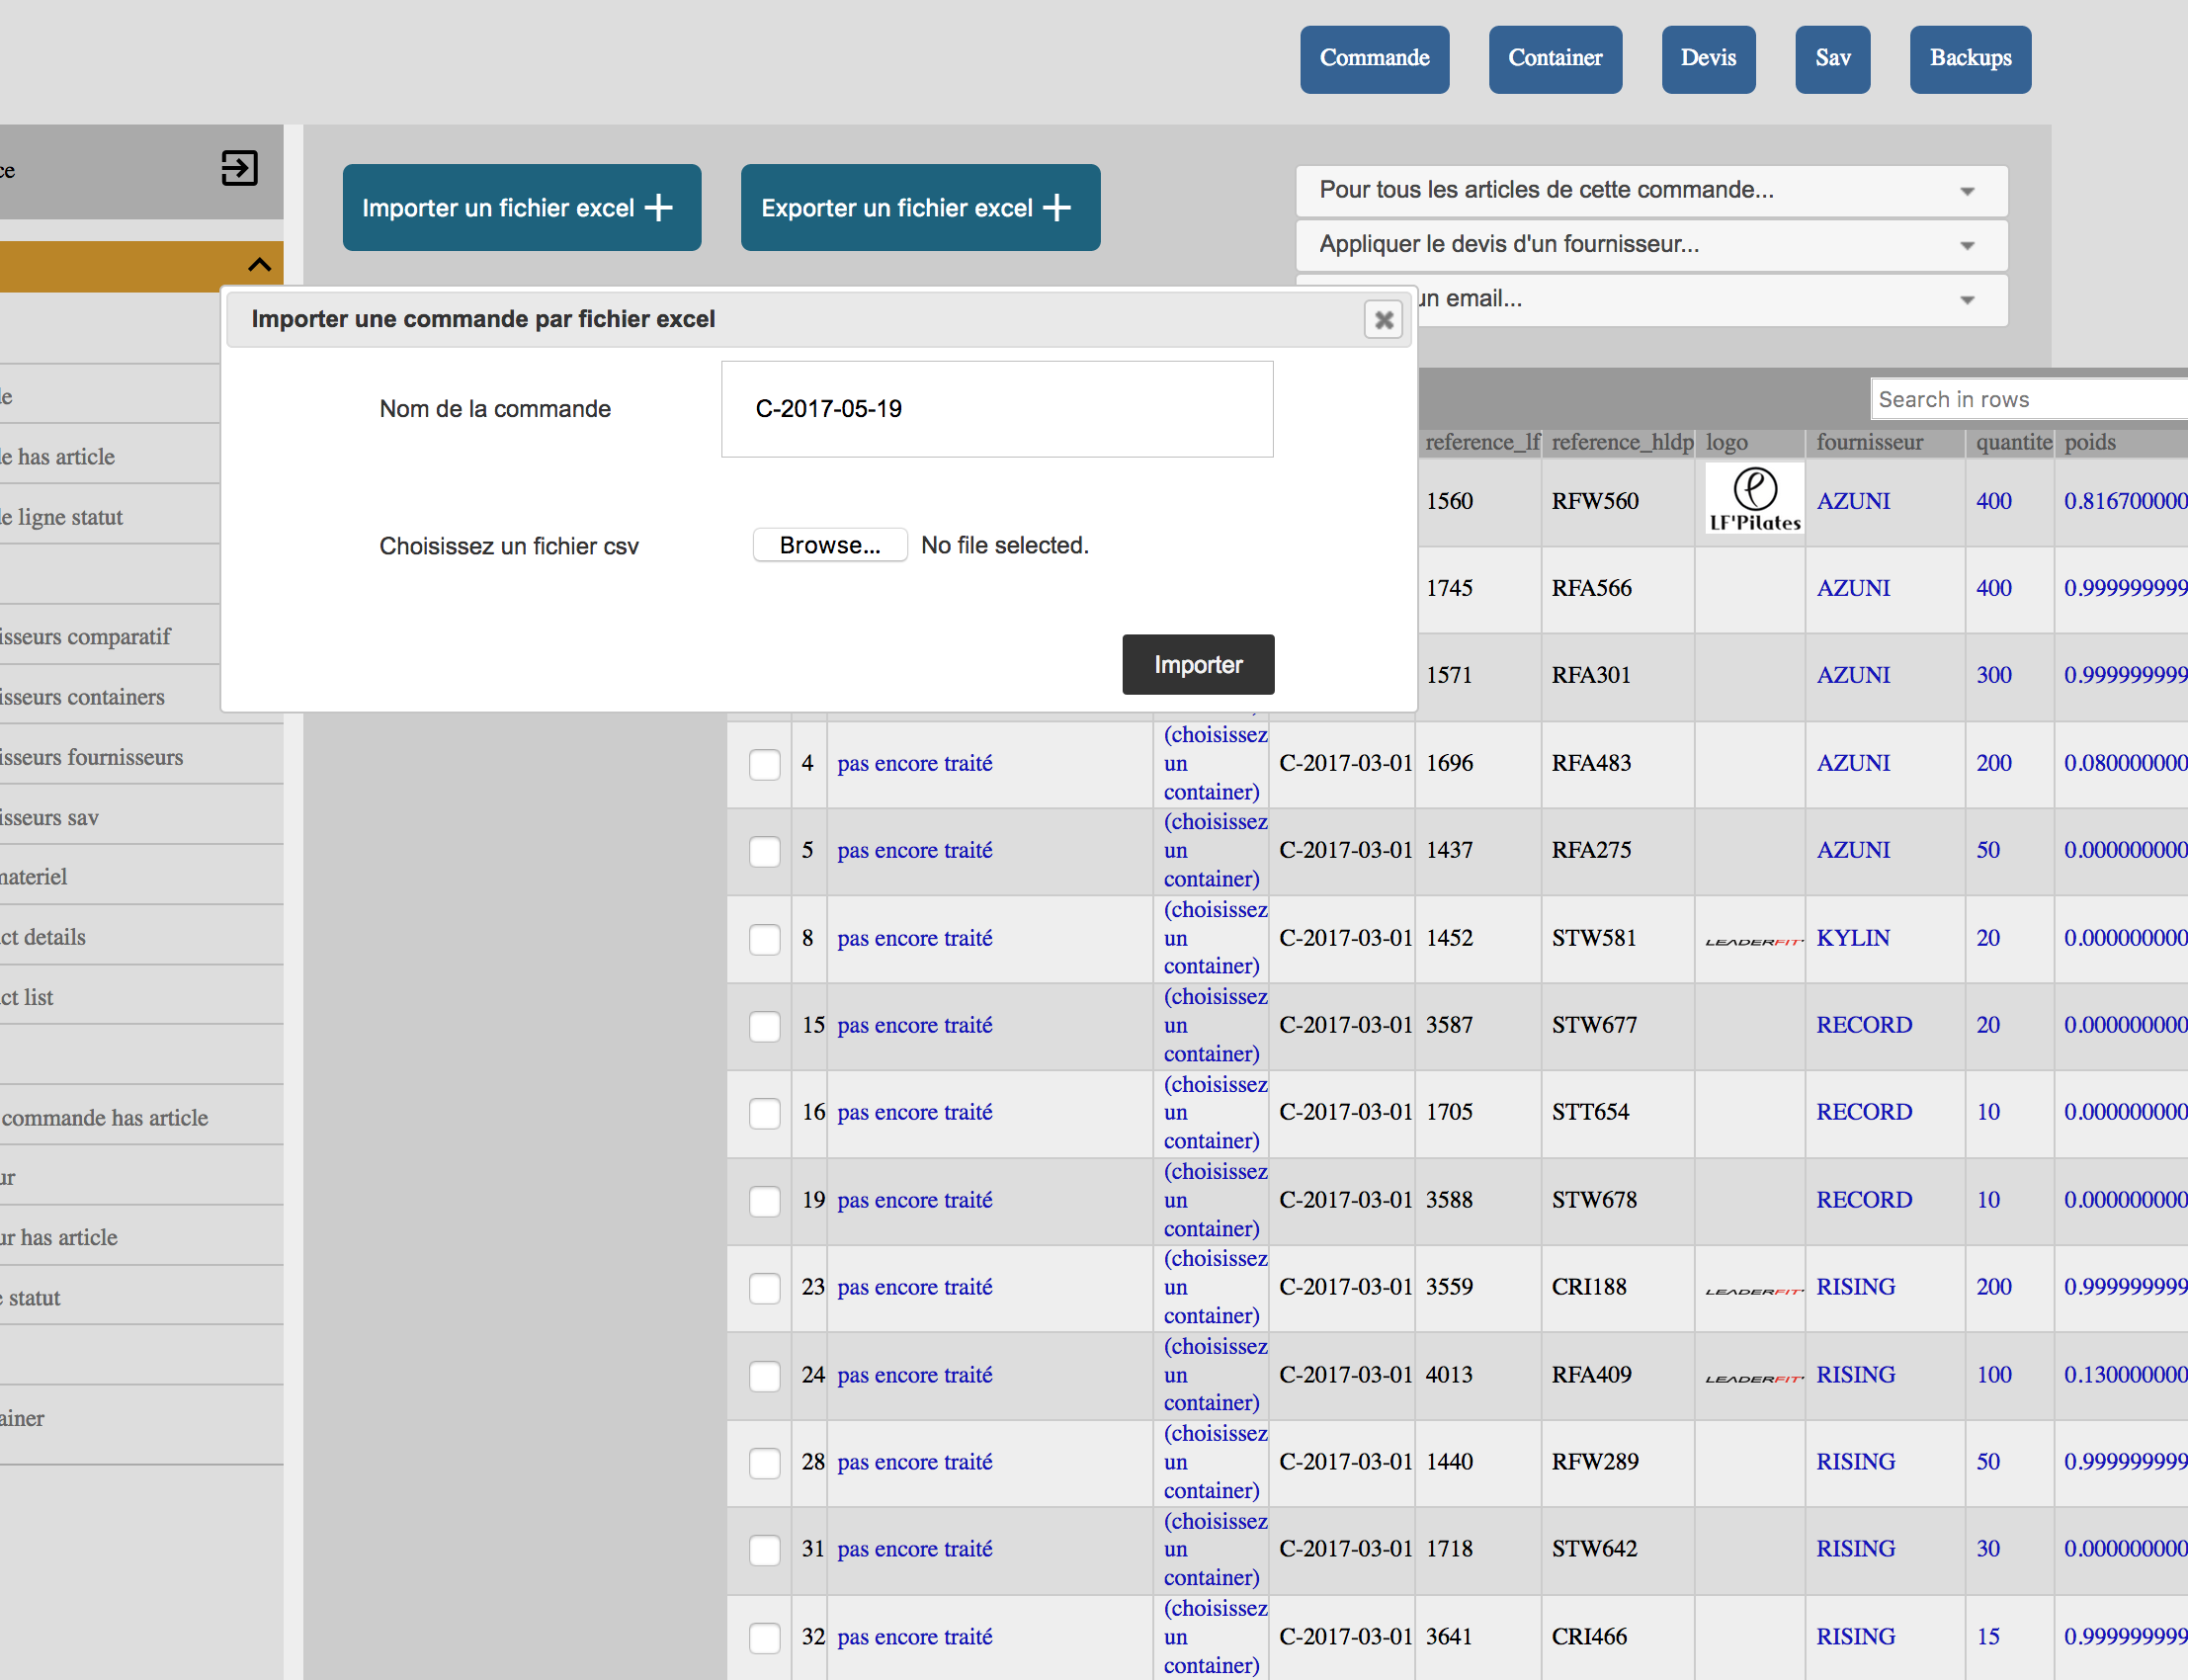 Commande Container Devis Sav Backups
ce
Importer un fichier excel
Exporter un fichier excel
Pour tous les articles de cette commande...
Appliquer le devis d'un fournisseur...
un email...
Importer une commande par fichier excel
Nom de la commande C-2017-05-19
Choisissez un fichier csv Browse... No file selected.
Importer
de
de has article
de ligne statut
isseurs comparatif
isseurs containers
isseurs fournisseurs
isseurs sav
materiel
ct details
ct list
commande has article
ur
ur has article
e statut
ainer
Search in rows
reference_lf reference_hldp logo fournisseur quantite poids
1560 RFW560 LF'Pilates AZUNI 400 0.816700000
1745 RFA566 AZUNI 400 0.999999999
1571 RFA301 AZUNI 300 0.999999999
4 pas encore traité (choisissez un container) C-2017-03-01 1696 RFA483 AZUNI 200 0.080000000
5 pas encore traité (choisissez un container) C-2017-03-01 1437 RFA275 AZUNI 50 0.000000000
8 pas encore traité (choisissez un container) C-2017-03-01 1452 STW581 LEADERFIT' KYLIN 20 0.000000000
15 pas encore traité (choisissez un container) C-2017-03-01 3587 STW677 RECORD 20 0.000000000
16 pas encore traité (choisissez un container) C-2017-03-01 1705 STT654 RECORD 10 0.000000000
19 pas encore traité (choisissez un container) C-2017-03-01 3588 STW678 RECORD 10 0.000000000
23 pas encore traité (choisissez un container) C-2017-03-01 3559 CRI188 LEADERFIT' RISING 200 0.999999999
24 pas encore traité (choisissez un container) C-2017-03-01 4013 RFA409 LEADERFIT' RISING 100 0.130000000
28 pas encore traité (choisissez un container) C-2017-03-01 1440 RFW289 RISING 50 0.999999999
31 pas encore traité (choisissez un container) C-2017-03-01 1718 STW642 RISING 30 0.000000000
32 pas encore traité (choisissez un container) C-2017-03-01 3641 CRI466 RISING 15 0.999999999